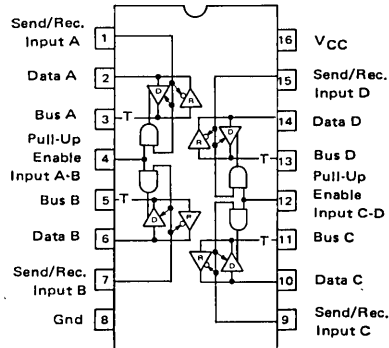 Send/Rec.
Input A
1
Data A
2
Bus A
3
T
Pull-Up
Enable
Input A-B
4
Bus B
5
T
Data B
6
Send/Rec.
Input B
7
Gnd
8
16
VCC
15
Send/Rec.
Input D
14
Data D
T
13
Bus D
Pull-Up
Enable
Input C-D
12
T
11
Bus C
10
Data C
9
Send/Rec.
Input C
D
R
R
D
D
R
R
D